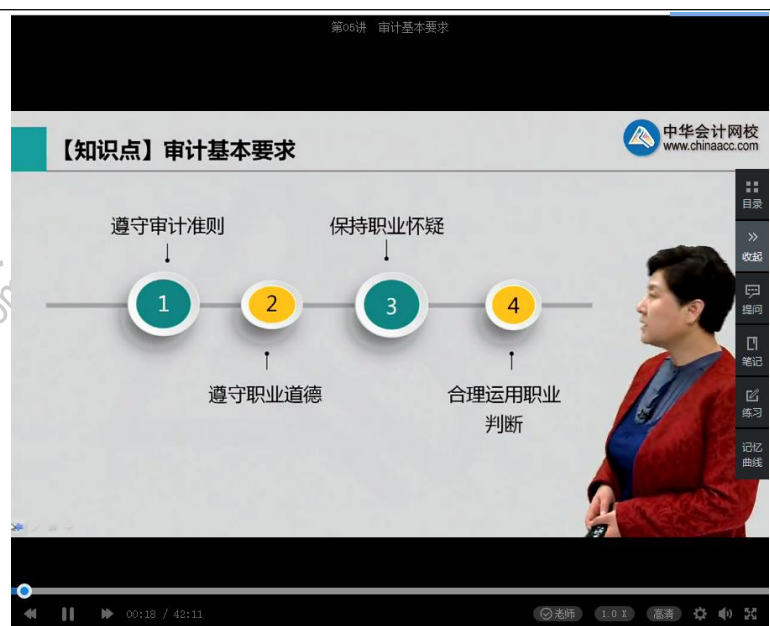 第05讲 审计基本要求
【知识点】审计基本要求
中华会计网校
www.chinaacc.com
遵守审计准则
保持职业怀疑
1
2
3
4
遵守职业道德
合理运用职业
判断
目录
收起
提问
笔记
练习
记忆
曲线
00:18 / 42:11
老师
1.0 X
高清